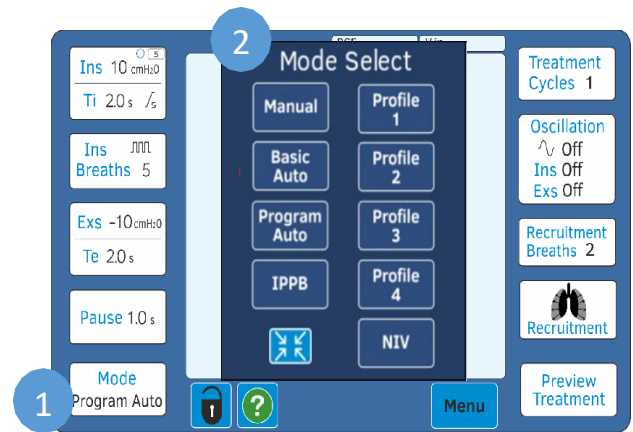 2
Mode Select
Manual
Basic
Auto
Program
Auto
IPPB
Profile
1
Profile
2
Profile
3
Profile
4
NIV
5
Ins 10 cmH2O
Ti 2.0 s 5
Ins
Breaths 5
Exs -10 cmH2O
Te 2.0 s
Pause 1.0 s
1
Mode
Program Auto
?
Menu
Treatment
Cycles 1
Oscillation
Off
Ins Off
Exs Off
Recruitment
Breaths 2
Recruitment
Preview
Treatment